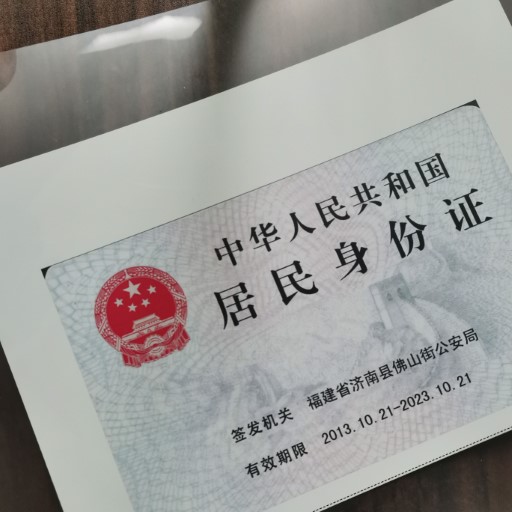 中华人民共和国
居民身份证
签发机关 福建省济南县佛山街公安局
有效期限 2013.10.21-2023.10.21